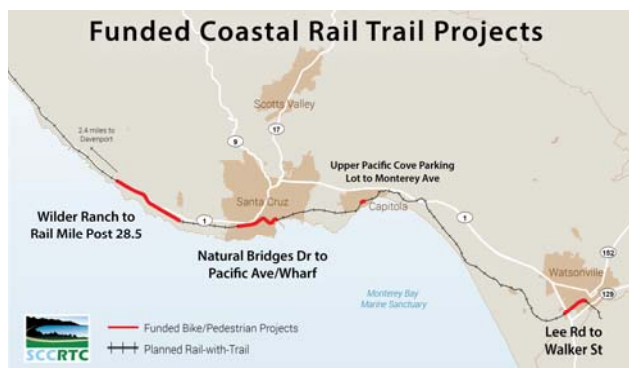 Funded Coastal Rail Trail Projects
Scotts Valley
2.4 miles to
Davenport
9
17
Upper Pacific Cove Parking
Lot to Monterey Ave
Santa Cruz
Capitola
Wilder Ranch to
Rail Mile Post 28.5
1
1
Natural Bridges Dr to
Pacific Ave/Wharf
152
Watsonville
129
Monterey Bay
Marine Sanctuary
Lee Rd to
Walker St
SCCRTC
Funded Bike/Pedestrian Projects
Planned Rail-with-Trail